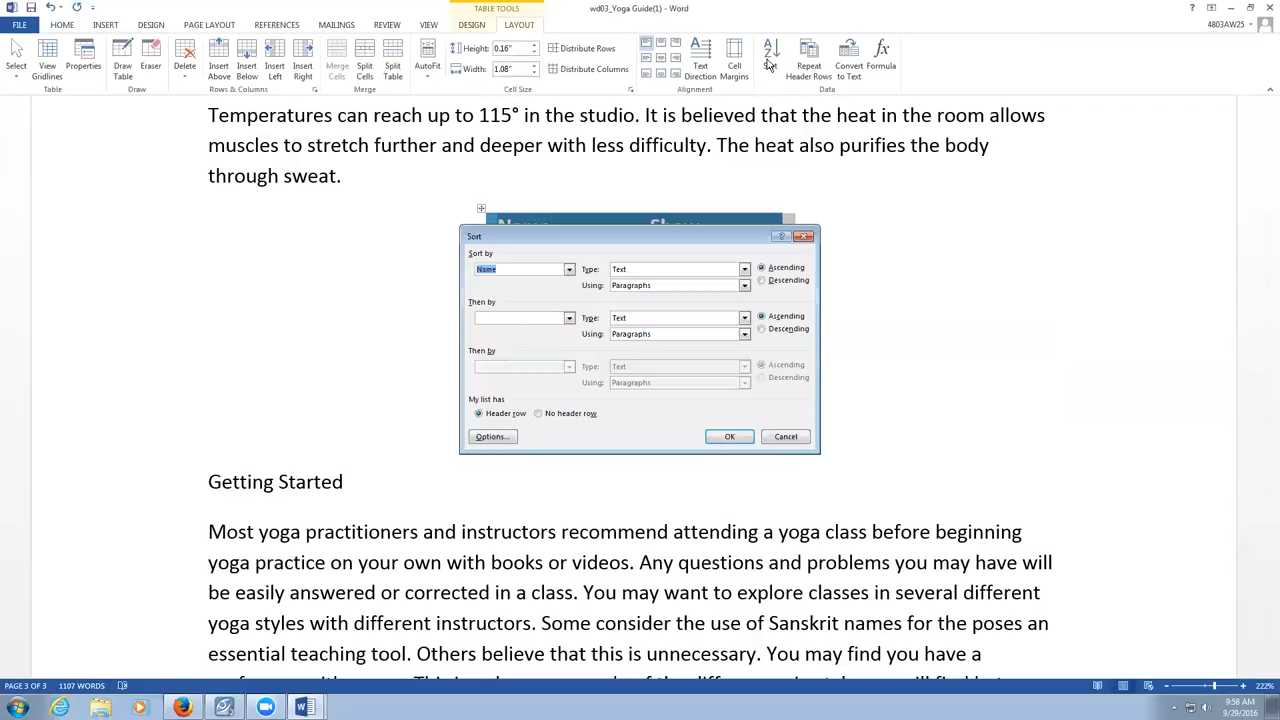 TABLE TOOLS
wd03_Yoga Guide(1) - Word
FILE HOME INSERT DESIGN PAGE LAYOUT REFERENCES MAILINGS REVIEW VIEW DESIGN LAYOUT 4803AW25
Select View Gridlines Properties Draw Table Eraser Delete Insert Above Insert Below Insert Left Insert Right Merge Cells Split Cells Split Table AutoFit Height: 0.16" Distribute Rows
Width: 1.08" Distribute Columns Text Direction Cell Margins Sort Repeat Header Rows Convert to Text Formula
Table Draw Rows & Columns Merge Cell Size Alignment Data
Temperatures can reach up to 115° in the studio. It is believed that the heat in the room allows
muscles to stretch further and deeper with less difficulty. The heat also purifies the body
through sweat.
Name
Sort
Sort by
Name Type: Text Ascending
Using: Paragraphs Descending
Then by
Type: Text Ascending
Using: Paragraphs Descending
Then by
Type: Text Ascending
Using: Paragraphs Descending
My list has
Header row No header row
Options... OK Cancel
Getting Started
Most yoga practitioners and instructors recommend attending a yoga class before beginning
yoga practice on your own with books or videos. Any questions and problems you may have will
be easily answered or corrected in a class. You may want to explore classes in several different
yoga styles with different instructors. Some consider the use of Sanskrit names for the poses an
essential teaching tool. Others believe that this is unnecessary. You may find you have a
PAGE 3 OF 3 1107 WORDS 222%
9:58 AM
9/29/2016